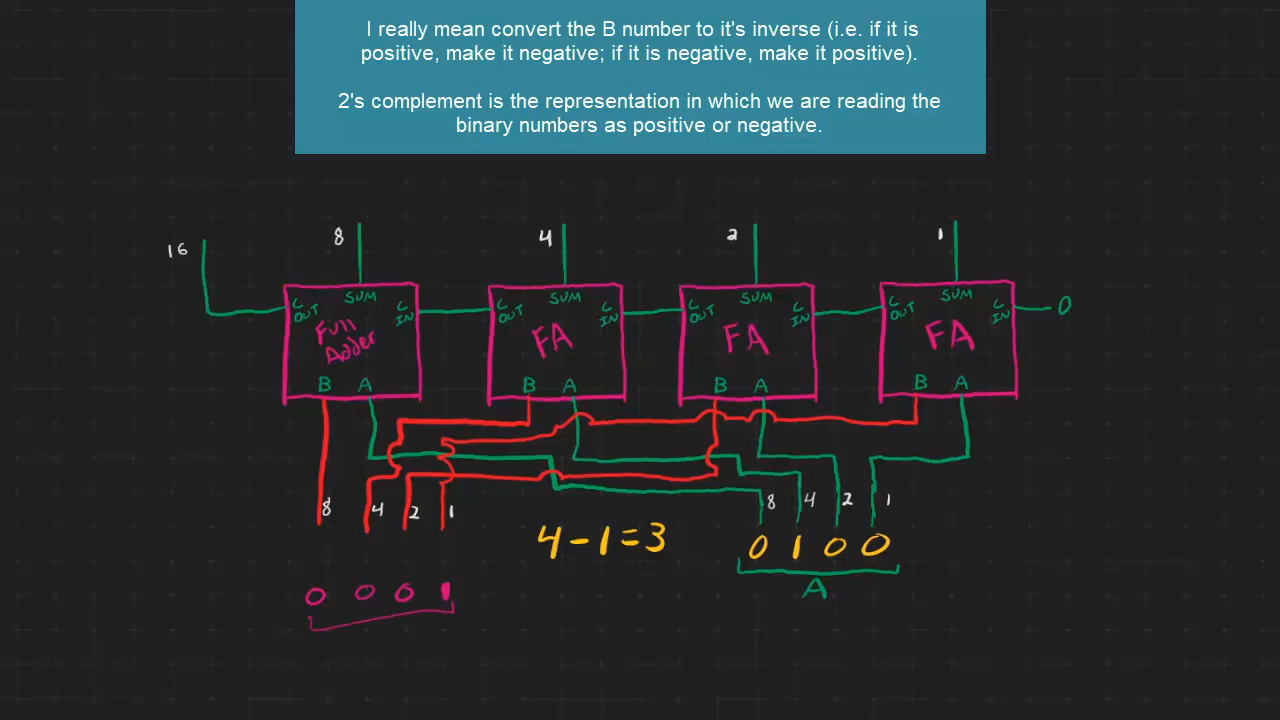 I really mean convert the B number to it's inverse (i.e. if it is
positive, make it negative; if it is negative, make it positive).
2's complement is the representation in which we are reading the
binary numbers as positive or negative.
16 8 4 2 1
C OUT SUM C IN C OUT SUM C IN C OUT SUM C IN C OUT SUM C IN 0
Full Adder FA FA FA
B A B A B A B A
8 4 2 1 8 4 2 1
4 - 1 = 3 0 1 0 0
A
0 0 0 1